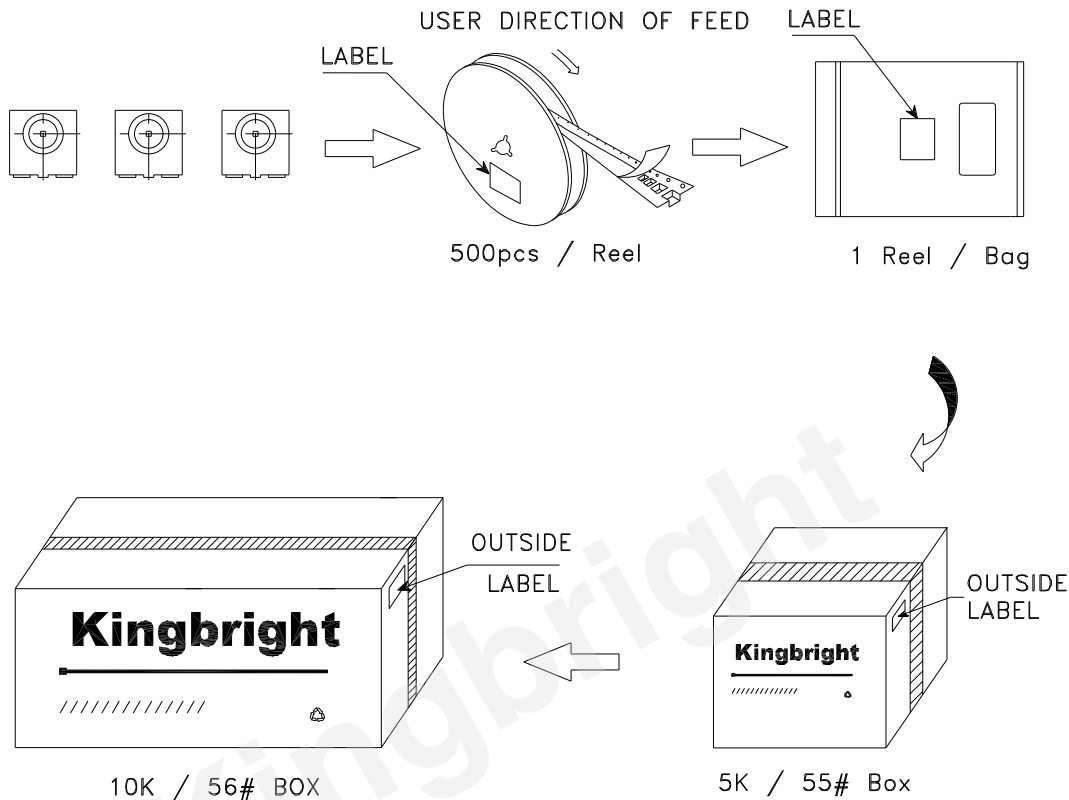 USER DIRECTION OF FEED
LABEL
LABEL
500pcs / Reel
1 Reel / Bag
OUTSIDE
LABEL
OUTSIDE
LABEL
Kingbright
Kingbright
10K / 56# BOX
5K / 55# Box
Kingbright